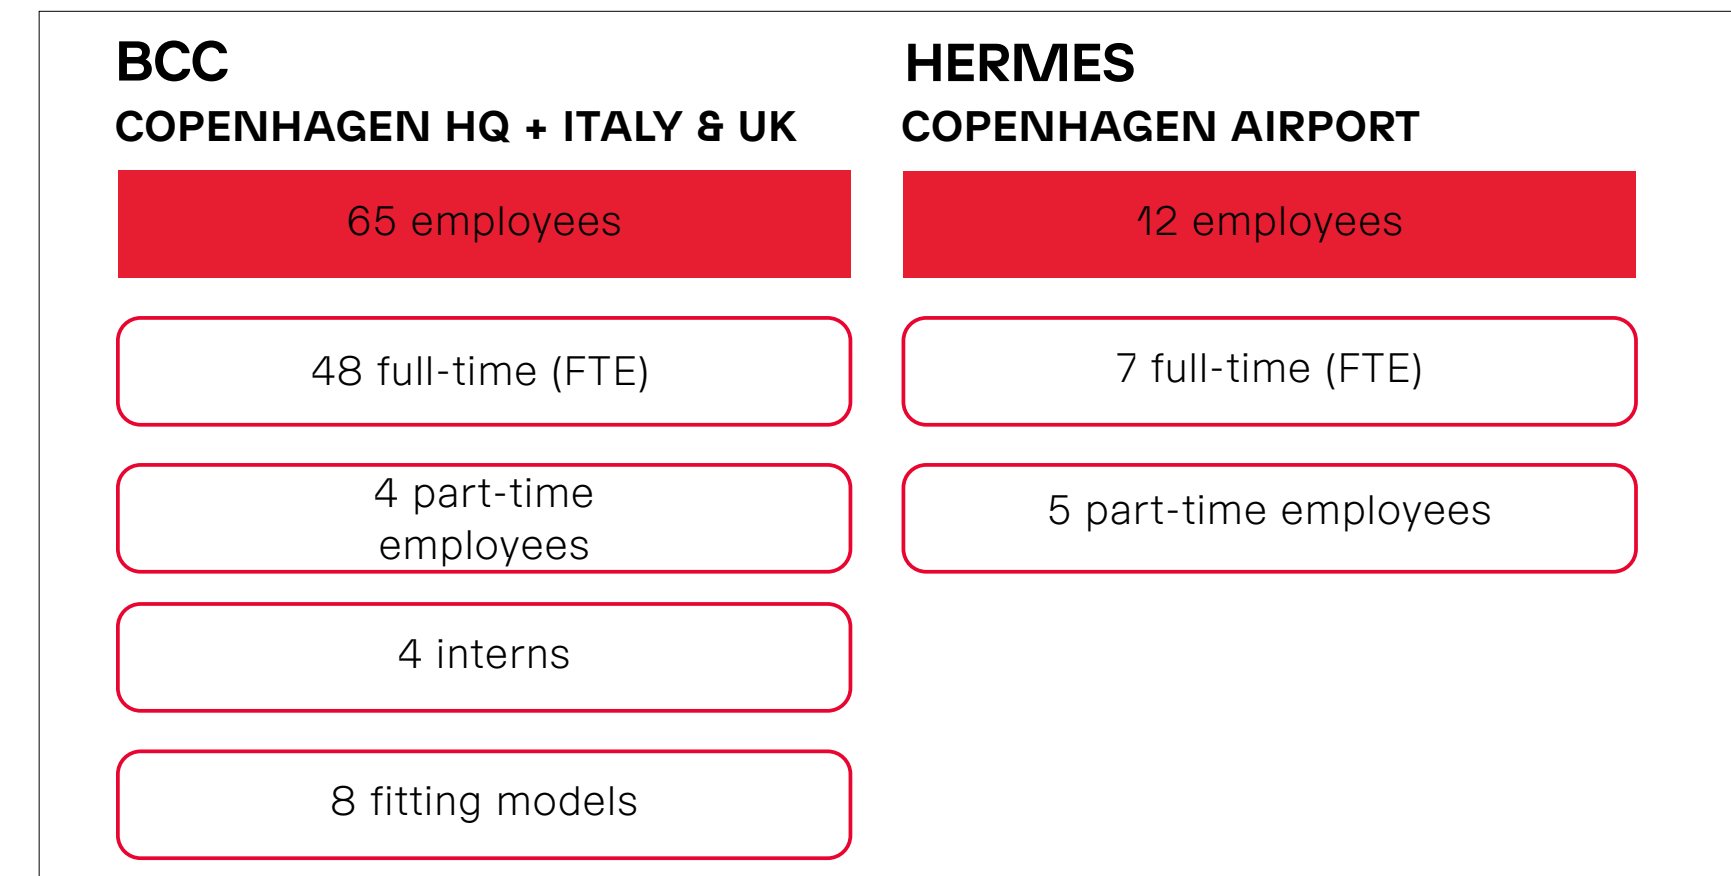 BCC
COPENHAGEN HQ + ITALY & UK
65 employees
48 full-time (FTE)
4 part-time
employees
4 interns
8 fitting models
HERMES
COPENHAGEN AIRPORT
12 employees
7 full-time (FTE)
5 part-time employees